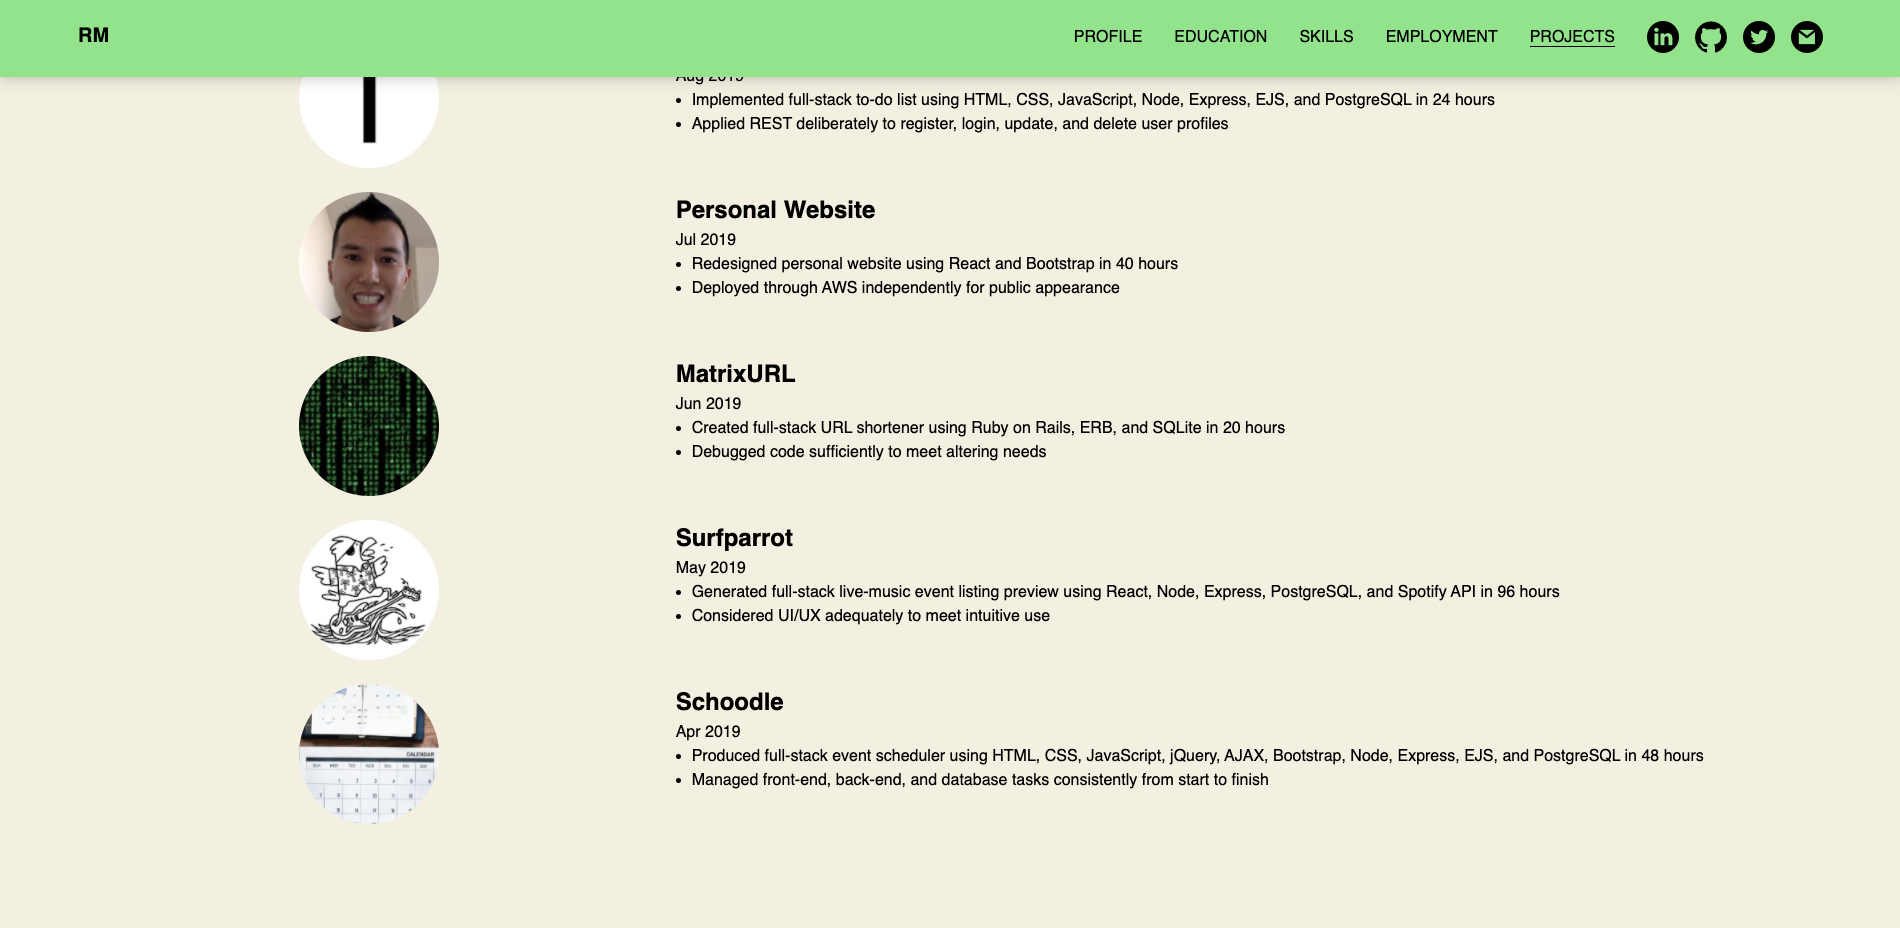 RM
PROFILE EDUCATION SKILLS EMPLOYMENT PROJECTS
Aug 2019
• Implemented full-stack to-do list using HTML, CSS, JavaScript, Node, Express, EJS, and PostgreSQL in 24 hours
• Applied REST deliberately to register, login, update, and delete user profiles
Personal Website
Jul 2019
• Redesigned personal website using React and Bootstrap in 40 hours
• Deployed through AWS independently for public appearance
MatrixURL
Jun 2019
• Created full-stack URL shortener using Ruby on Rails, ERB, and SQLite in 20 hours
• Debugged code sufficiently to meet altering needs
Surfparrot
May 2019
• Generated full-stack live-music event listing preview using React, Node, Express, PostgreSQL, and Spotify API in 96 hours
• Considered UI/UX adequately to meet intuitive use
CALENDAR
Schoodle
Apr 2019
• Produced full-stack event scheduler using HTML, CSS, JavaScript, jQuery, AJAX, Bootstrap, Node, Express, EJS, and PostgreSQL in 48 hours
• Managed front-end, back-end, and database tasks consistently from start to finish